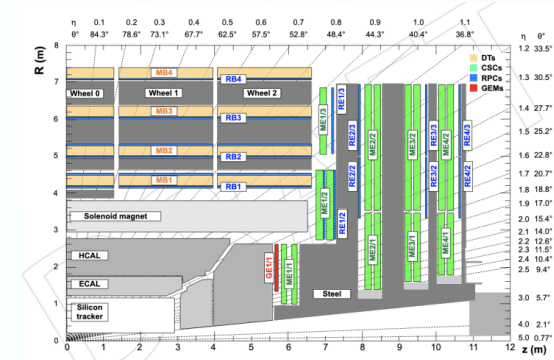 η 0.1 0.2 0.3 0.4 0.5 0.6 0.7 0.8 0.9 1.0 1.1 η θ°
θ° 84.3° 78.6° 73.1° 67.7° 62.5° 57.5° 52.8° 48.4° 44.3° 40.4° 36.8°
R (m)
8
7
6
5
4
3
2
1
0
1.2 33.5°
1.3 30.5°
1.4 27.7°
1.5 25.2°
1.6 22.8°
1.7 20.7°
1.8 18.8°
1.9 17.0°
2.0 15.4°
2.1 14.0°
2.2 12.6°
2.3 11.5°
2.4 10.4°
2.5 9.4°
3.0 5.7°
4.0 2.1°
5.0 0.77°
DTs
CSCs
RPCs
GEMs
MB4
RB4
Wheel 0
Wheel 1
Wheel 2
MB3
RB3
MB2
RB2
MB1
RB1
Solenoid magnet
HCAL
ECAL
Silicon
tracker
Steel
ME1/3
RE1/3
ME1/2
RE1/2
GE1/1
ME1/1
RE2/3
RE2/2
ME2/2
ME2/1
ME3/2
ME3/1
RE3/3
RE3/2
ME4/2
ME4/1
RE4/3
RE4/2
0 1 2 3 4 5 6 7 8 9 10 11 12
z (m)